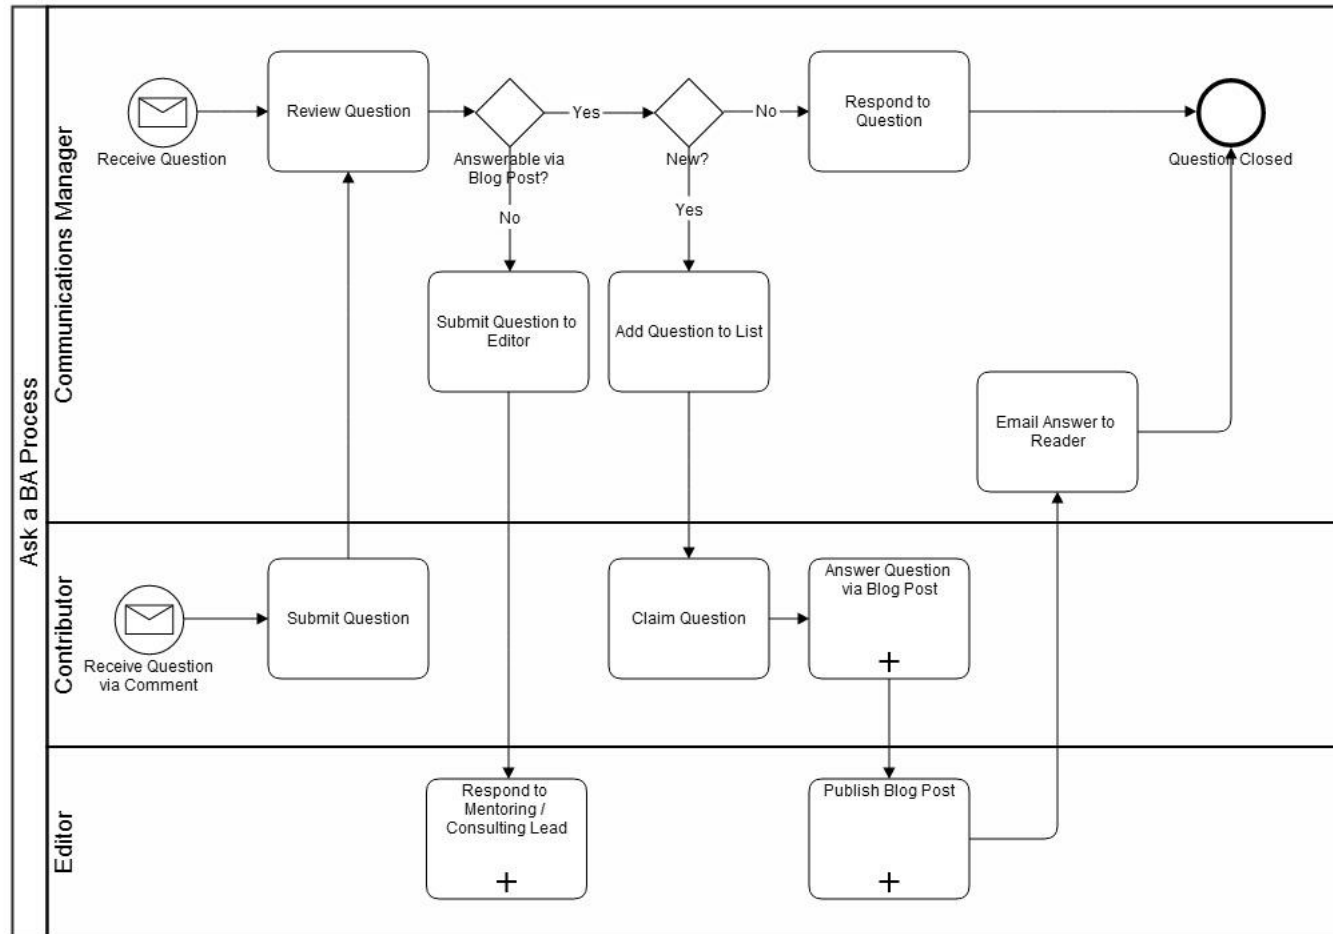 Ask a BA Process
Communications Manager
Receive Question
Review Question
Answerable via
Blog Post?
Yes
No
New?
No
Yes
Respond to
Question
Question Closed
Submit Question to
Editor
Add Question to List
Email Answer to
Reader
Contributor
Receive Question
via Comment
Submit Question
Claim Question
Answer Question
via Blog Post
Editor
Respond to
Mentoring /
Consulting Lead
Publish Blog Post